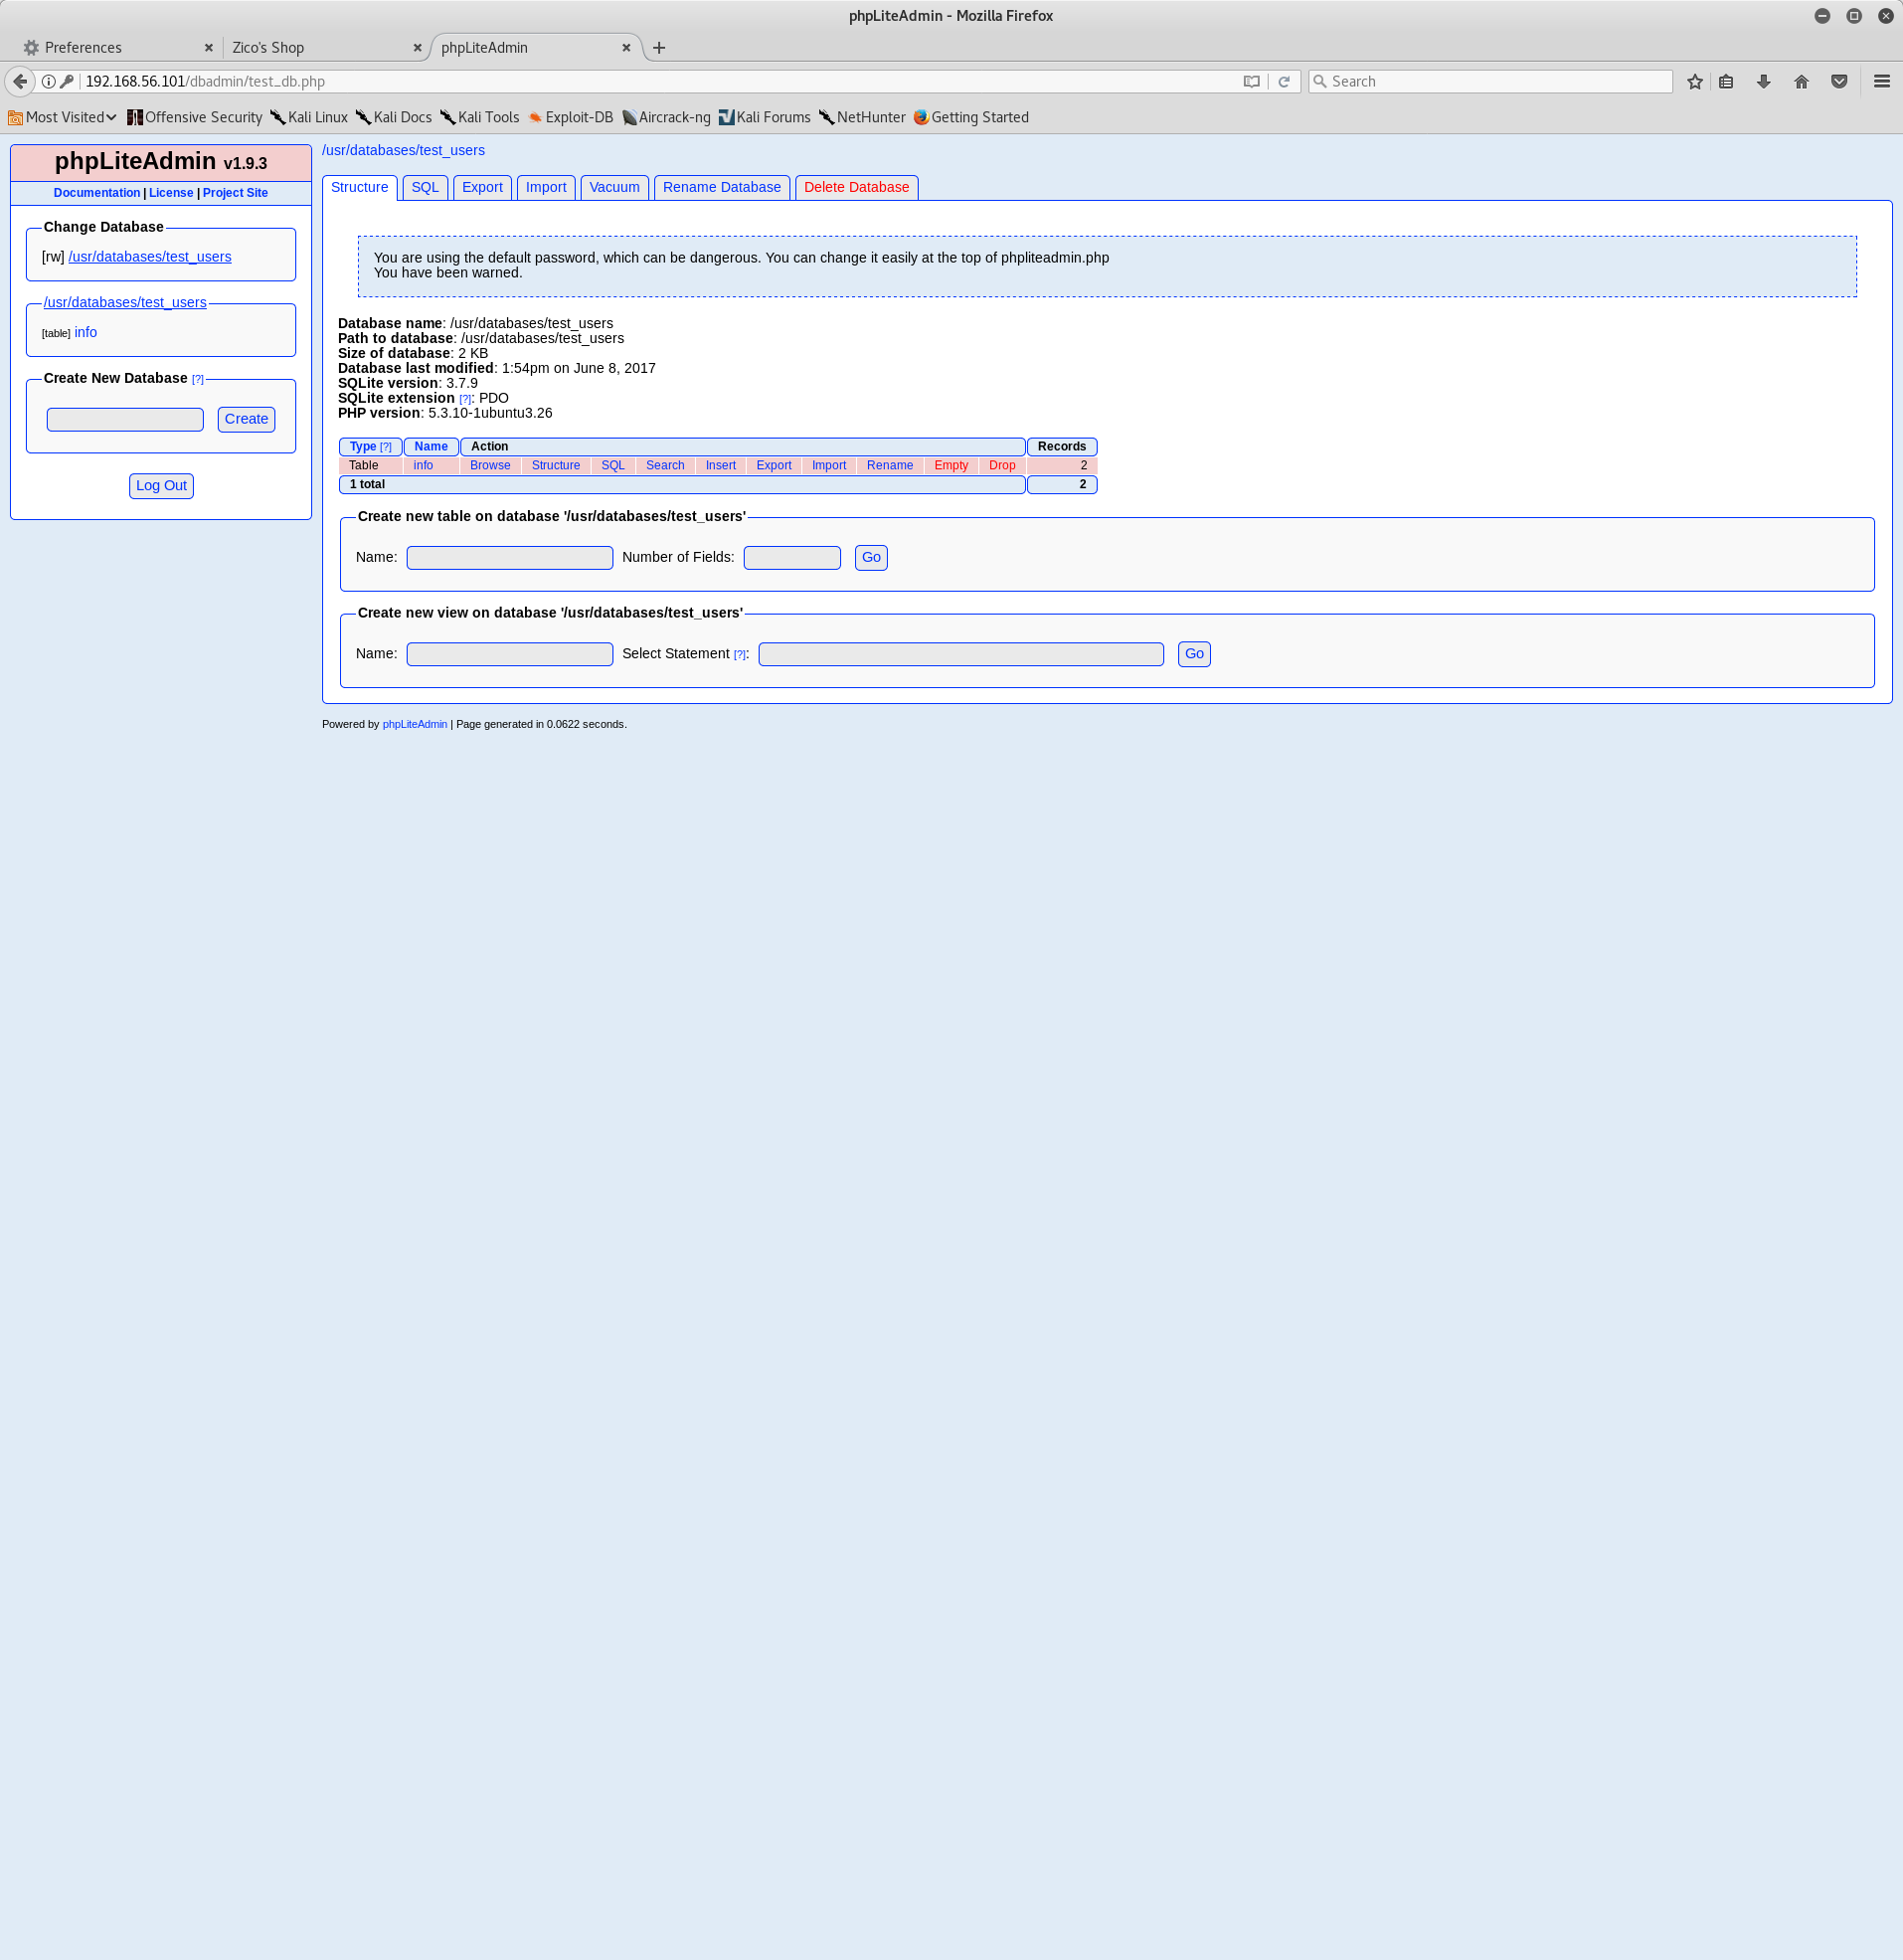 phpLiteAdmin - Mozilla Firefox
Preferences
Zico's Shop
phpLiteAdmin
192.168.56.101/dbadmin/test_db.php
Search
Most Visited Offensive Security Kali Linux Kali Docs Kali Tools Exploit-DB Aircrack-ng Kali Forums NetHunter Getting Started
phpLiteAdmin v1.9.3
Documentation | License | Project Site
Change Database
[rw] /usr/databases/test_users
/usr/databases/test_users
[table] info
Create New Database [?]
Create
Log Out
/usr/databases/test_users
Structure SQL Export Import Vacuum Rename Database Delete Database
You are using the default password, which can be dangerous. You can change it easily at the top of phpliteadmin.php
You have been warned.
Database name: /usr/databases/test_users
Path to database: /usr/databases/test_users
Size of database: 2 KB
Database last modified: 1:54pm on June 8, 2017
SQLite version: 3.7.9
SQLite extension [?]: PDO
PHP version: 5.3.10-1ubuntu3.26
Type [?] Name Action Records
Table info Browse Structure SQL Search Insert Export Import Rename Empty Drop 2
1 total 2
Create new table on database '/usr/databases/test_users'
Name: Number of Fields: Go
Create new view on database '/usr/databases/test_users'
Name: Select Statement [?]: Go
Powered by phpLiteAdmin | Page generated in 0.0622 seconds.